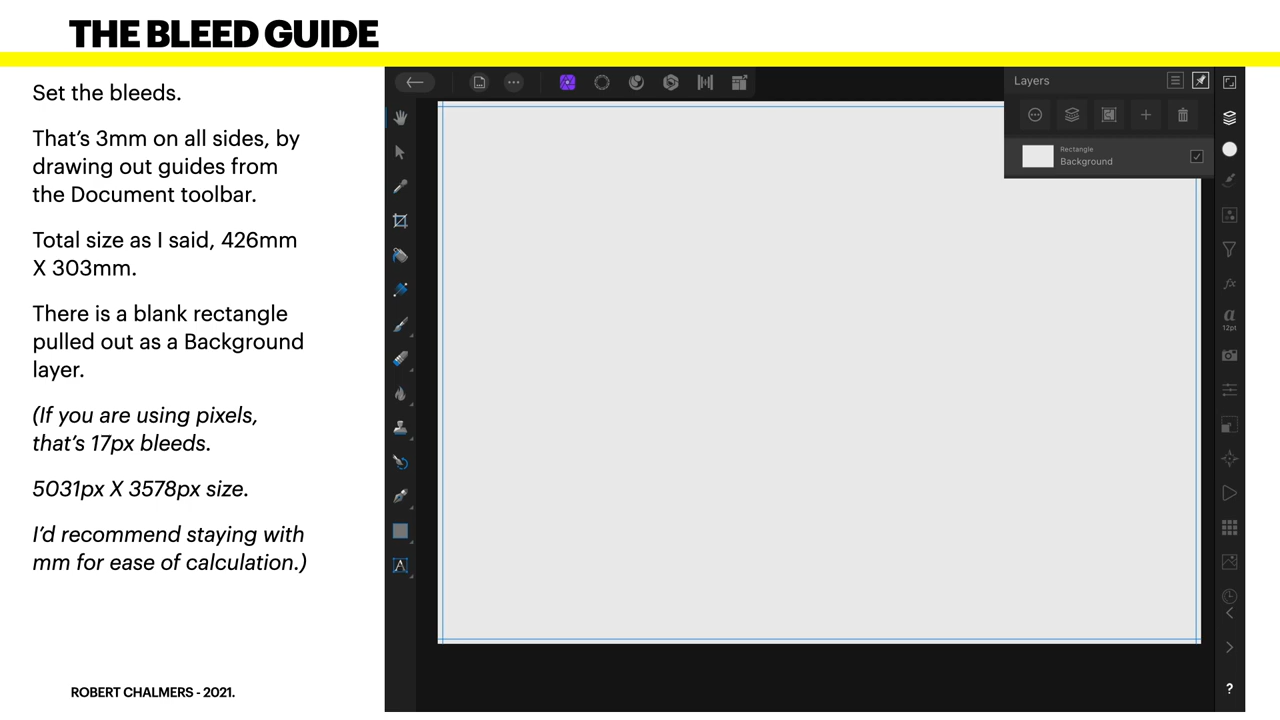 THE BLEED GUIDE
Set the bleeds.
That’s 3mm on all sides, by
drawing out guides from
the Document toolbar.
Total size as I said, 426mm
X 303mm.
There is a blank rectangle
pulled out as a Background
layer.
(If you are using pixels,
that’s 17px bleeds.
5031px X 3578px size.
I’d recommend staying with
mm for ease of calculation.)
ROBERT CHALMERS - 2021.
Layers
Rectangle
Background
fx
a
12pt
A
?